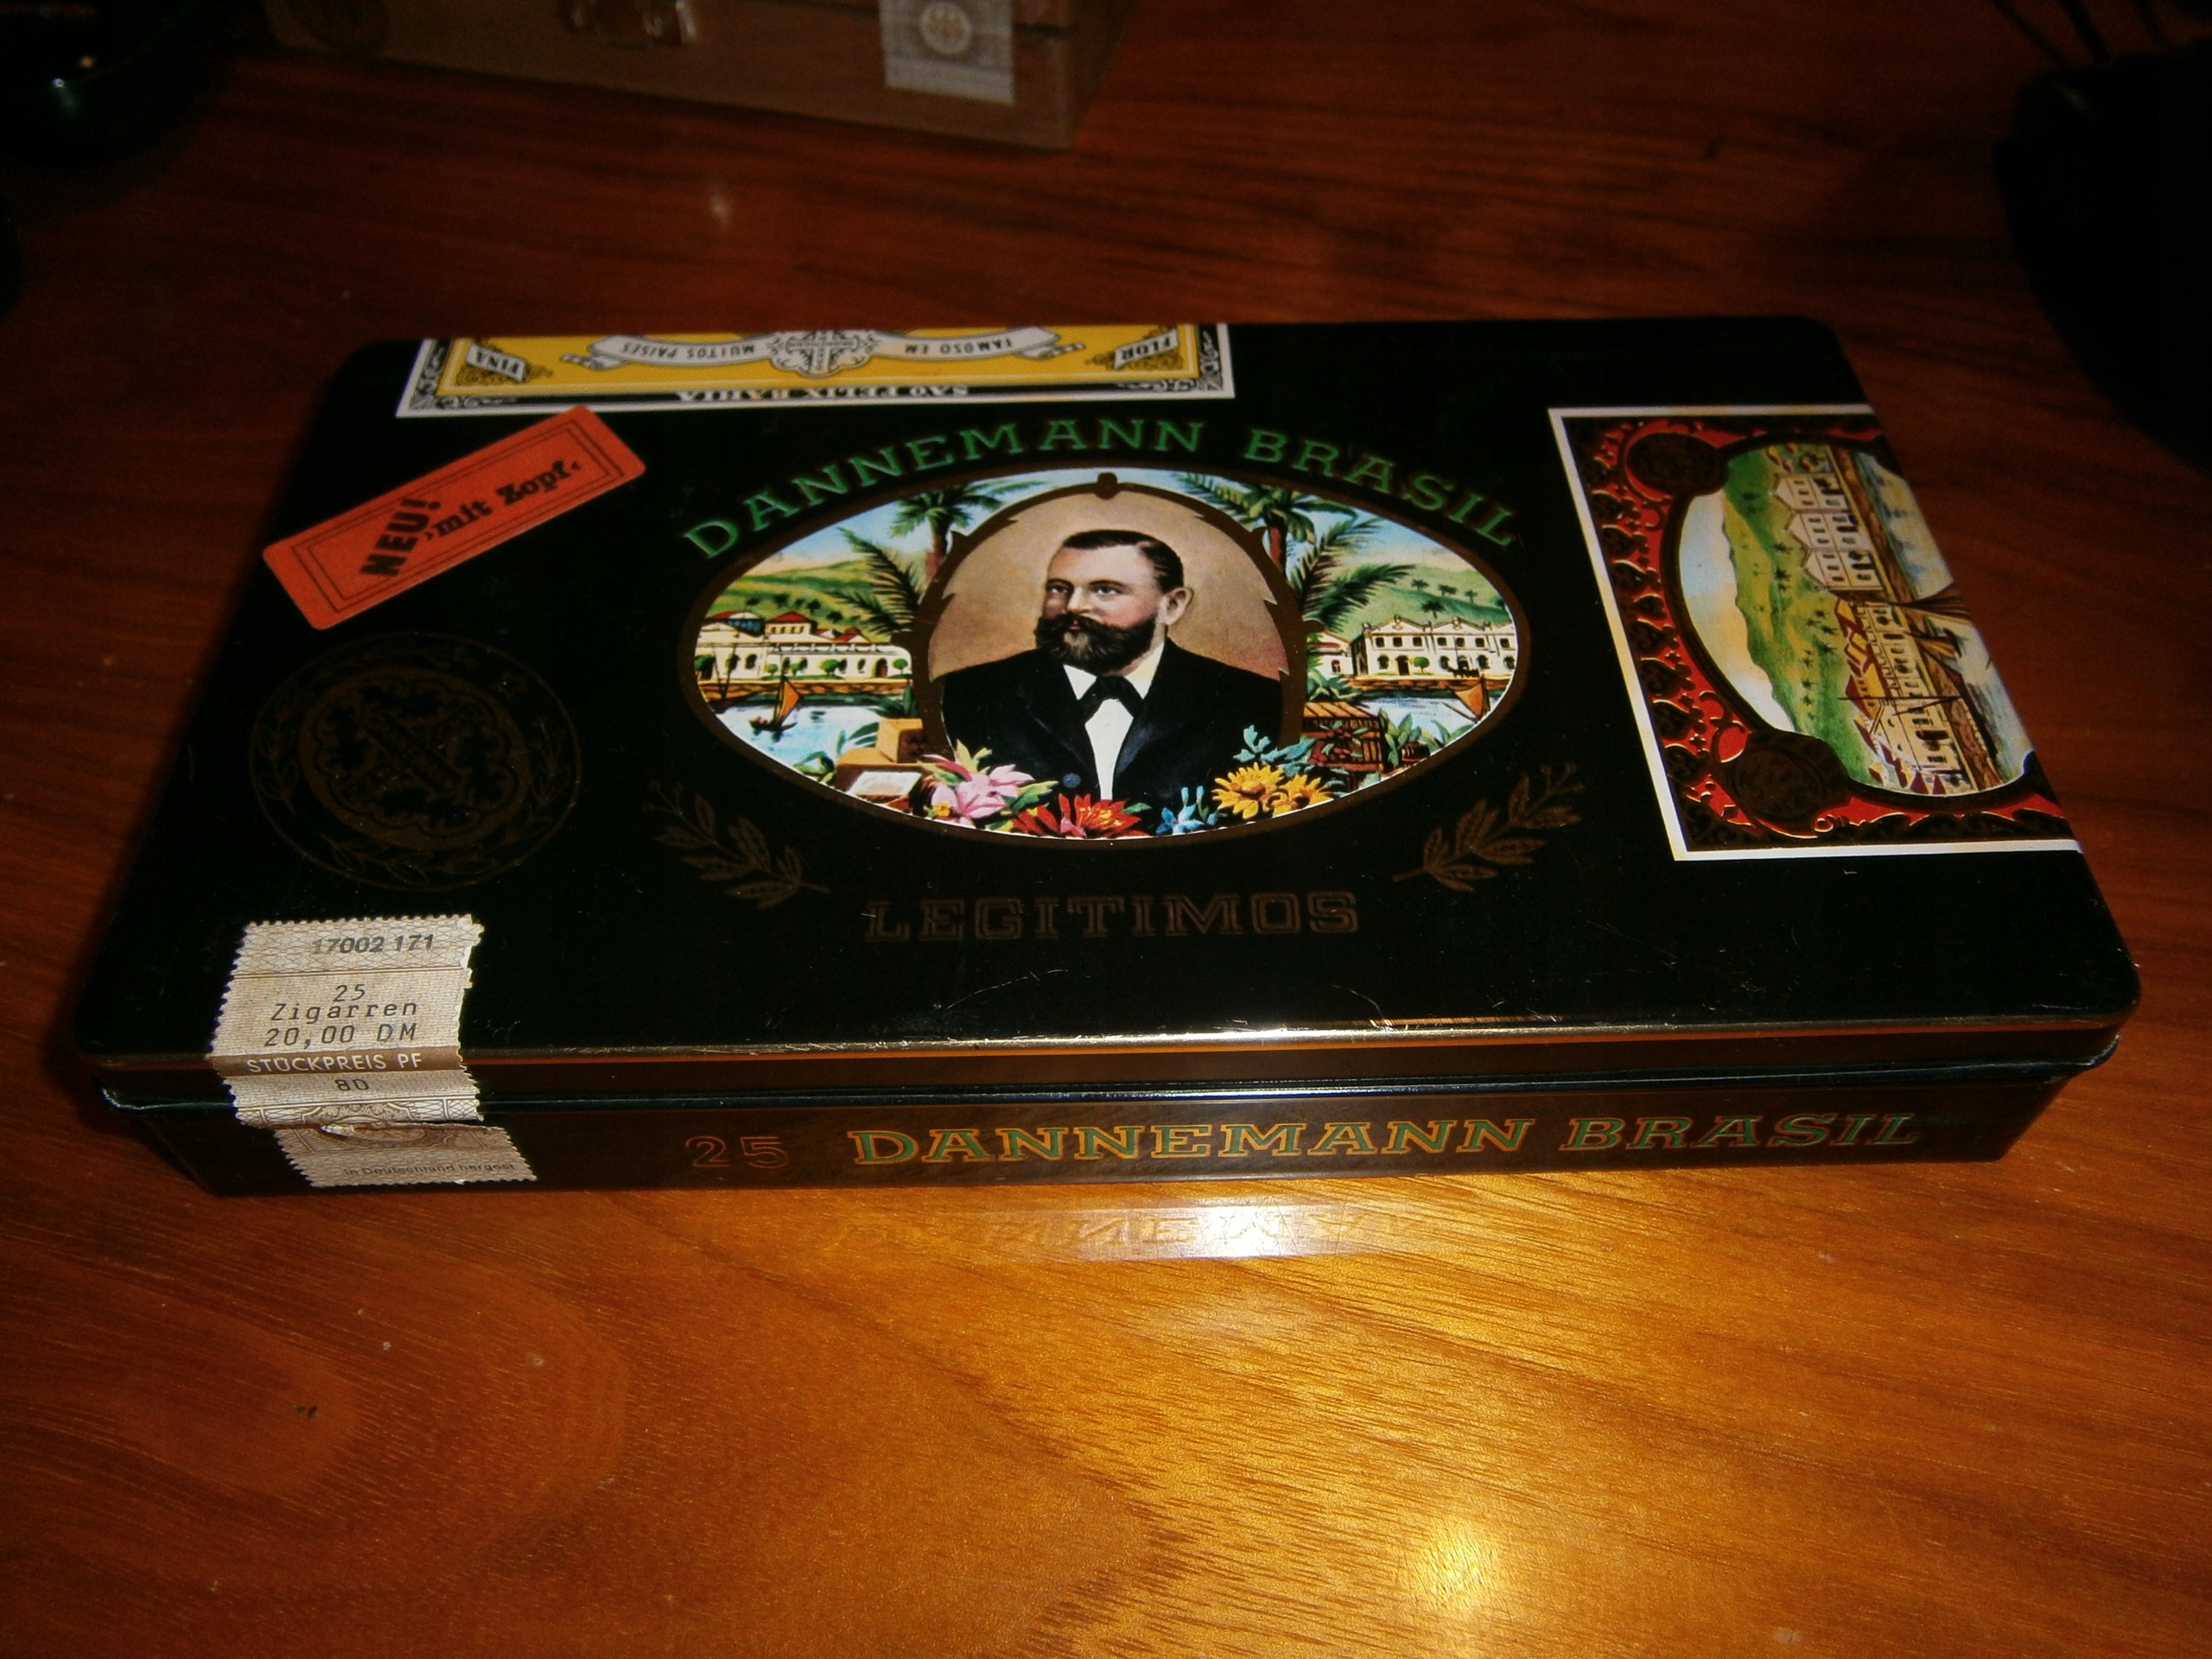 FLOR
FINA
FAMOSO EM MUITOS PAISES
SAO FELIX BAHIA
NEU!
›mit Zopf‹
DANNEMANN BRASIL
LEGITIMOS
17002 171
25
Zigarren
20,00 DM
STÜCKPREIS PF
80
in Deutschland hergest
25 DANNEMANN BRASIL